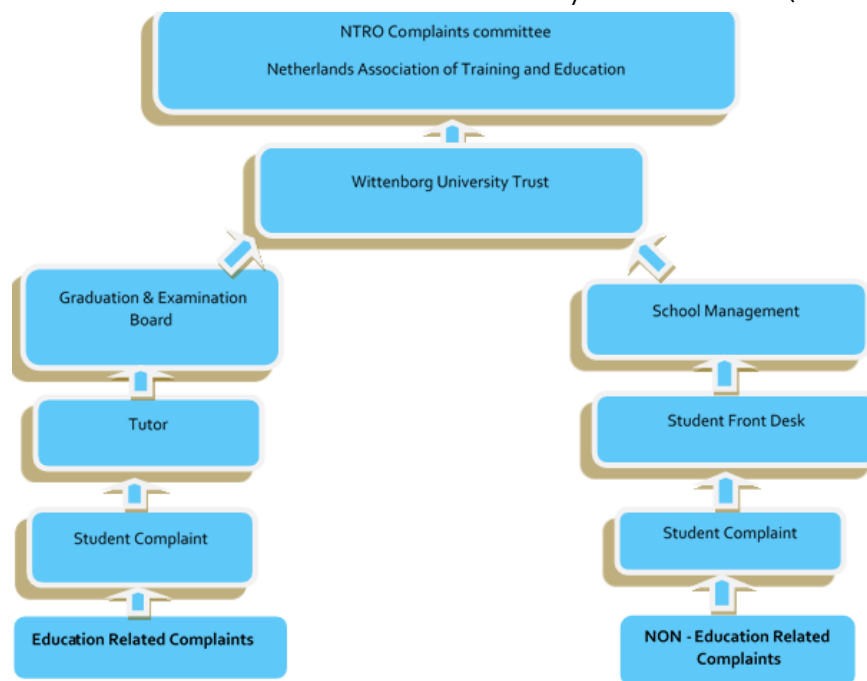 NTRO Complaints committee
Netherlands Association of Training and Education
Wittenborg University Trust
Graduation & Examination
Board
School Management
Tutor
Student Front Desk
Student Complaint
Student Complaint
Education Related Complaints
NON - Education Related
Complaints